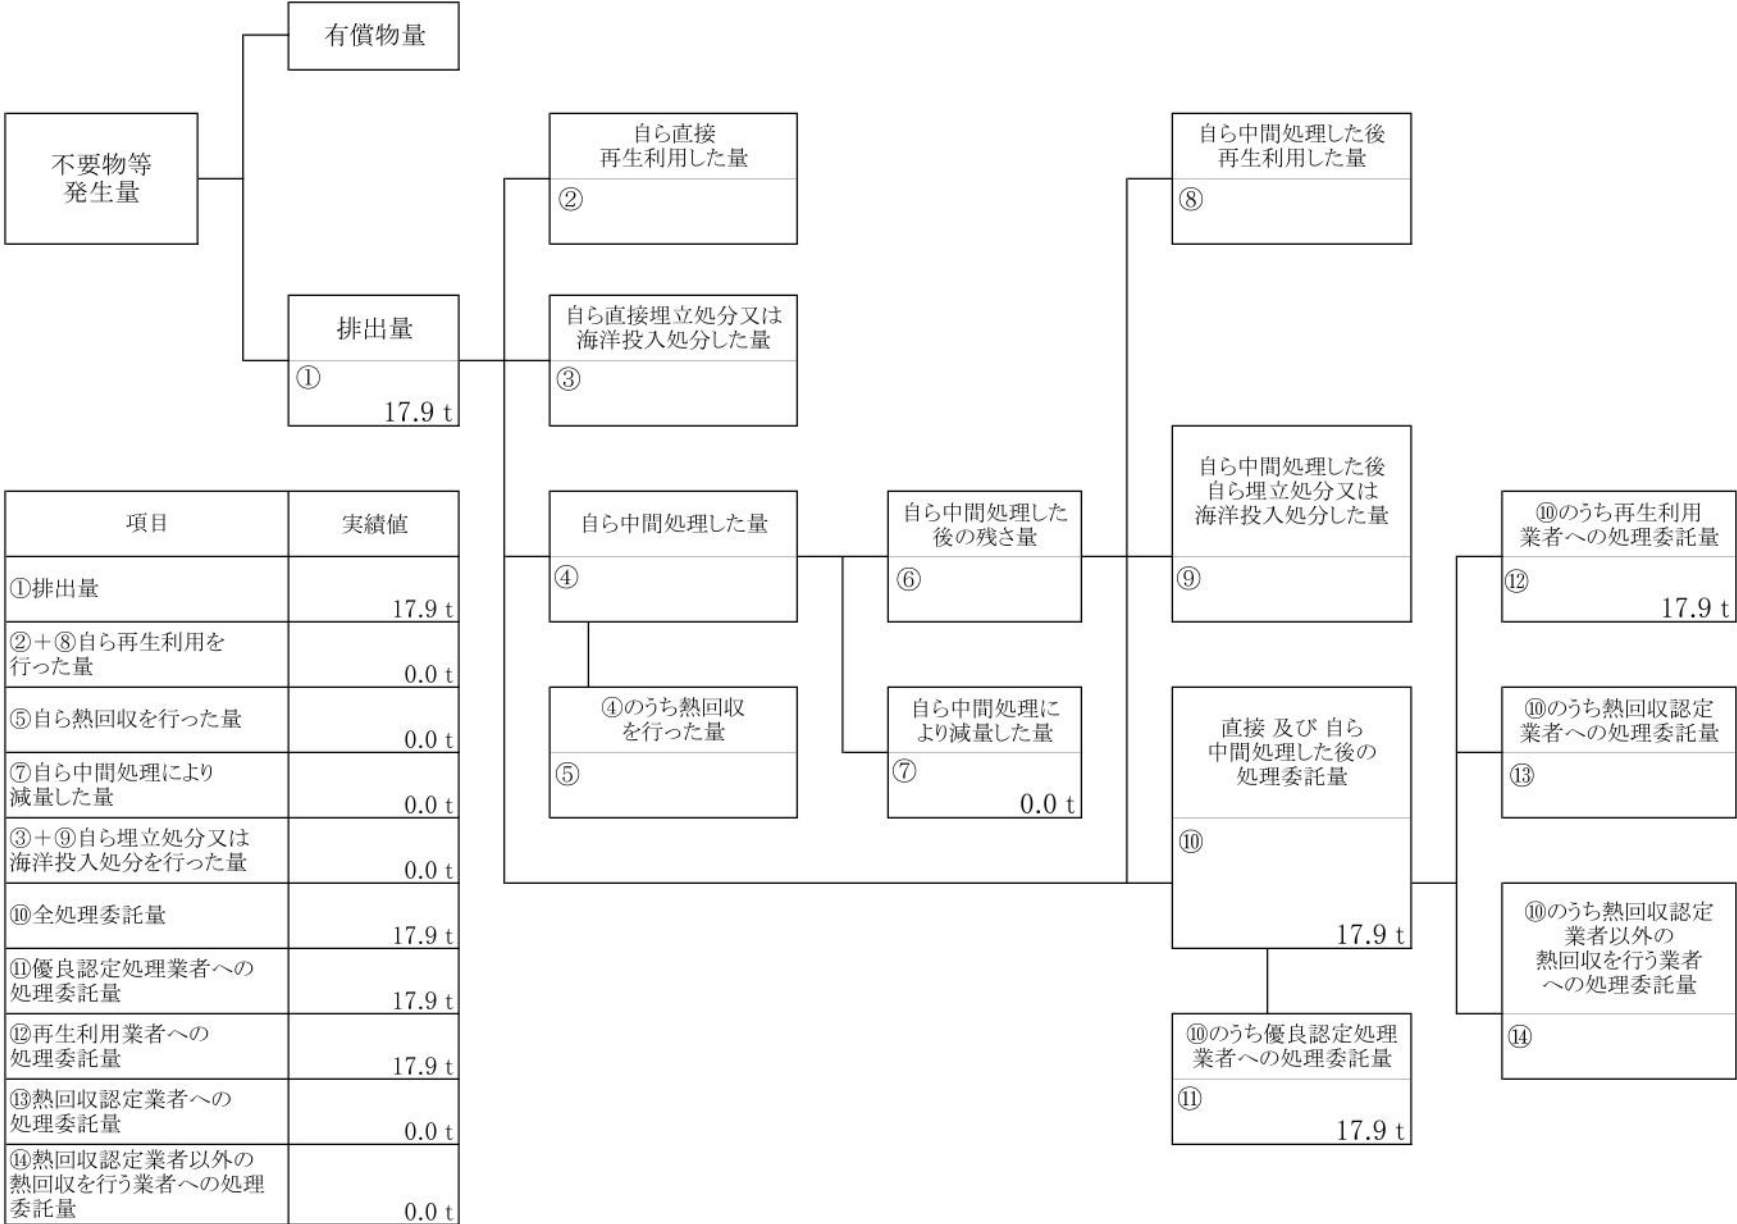 有償物量
不要物等
発生量
自ら直接
再生利用した量
②
自ら中間処理した後
再生利用した量
⑧
排出量
①
17.9 t
自ら直接埋立処分又は
海洋投入処分した量
③
自ら中間処理した量
④
自ら中間処理した
後の残さ量
⑥
自ら中間処理した後
自ら埋立処分又は
海洋投入処分した量
⑨
⑩のうち再生利用
業者への処理委託量
⑫
17.9 t
④のうち熱回収
を行った量
⑤
自ら中間処理に
より減量した量
⑦
0.0 t
直接 及び 自ら
中間処理した後の
処理委託量
⑩
17.9 t
⑩のうち熱回収認定
業者への処理委託量
⑬
⑩のうち熱回収認定
業者以外の
熱回収を行う業者
への処理委託量
⑭
⑩のうち優良認定処理
業者への処理委託量
⑪
17.9 t
項目 実績値
①排出量
17.9 t
②＋⑧自ら再生利用を
行った量
0.0 t
⑤自ら熱回収を行った量
0.0 t
⑦自ら中間処理により
減量した量
0.0 t
③＋⑨自ら埋立処分又は
海洋投入処分を行った量
0.0 t
⑩全処理委託量
17.9 t
⑪優良認定処理業者への
処理委託量
17.9 t
⑫再生利用業者への
処理委託量
17.9 t
⑬熱回収認定業者への
処理委託量
0.0 t
⑭熱回収認定業者以外の
熱回収を行う業者への処理
委託量
0.0 t